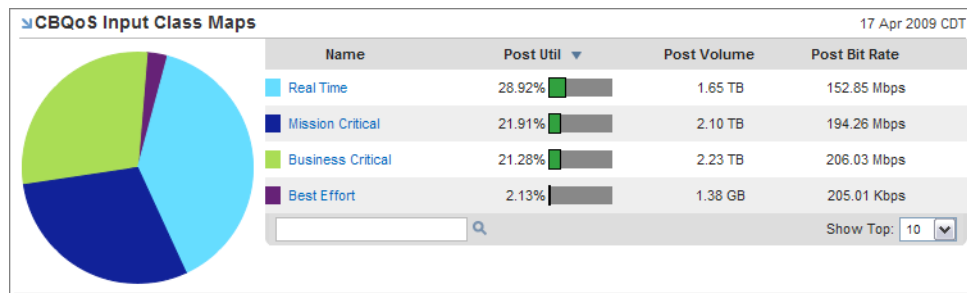 CBQoS Input Class Maps 17 Apr 2009 CDT
Name Post Util Post Volume Post Bit Rate
Real Time 28.92% 1.65 TB 152.85 Mbps
Mission Critical 21.91% 2.10 TB 194.26 Mbps
Business Critical 21.28% 2.23 TB 206.03 Mbps
Best Effort 2.13% 1.38 GB 205.01 Kbps
Show Top: 10